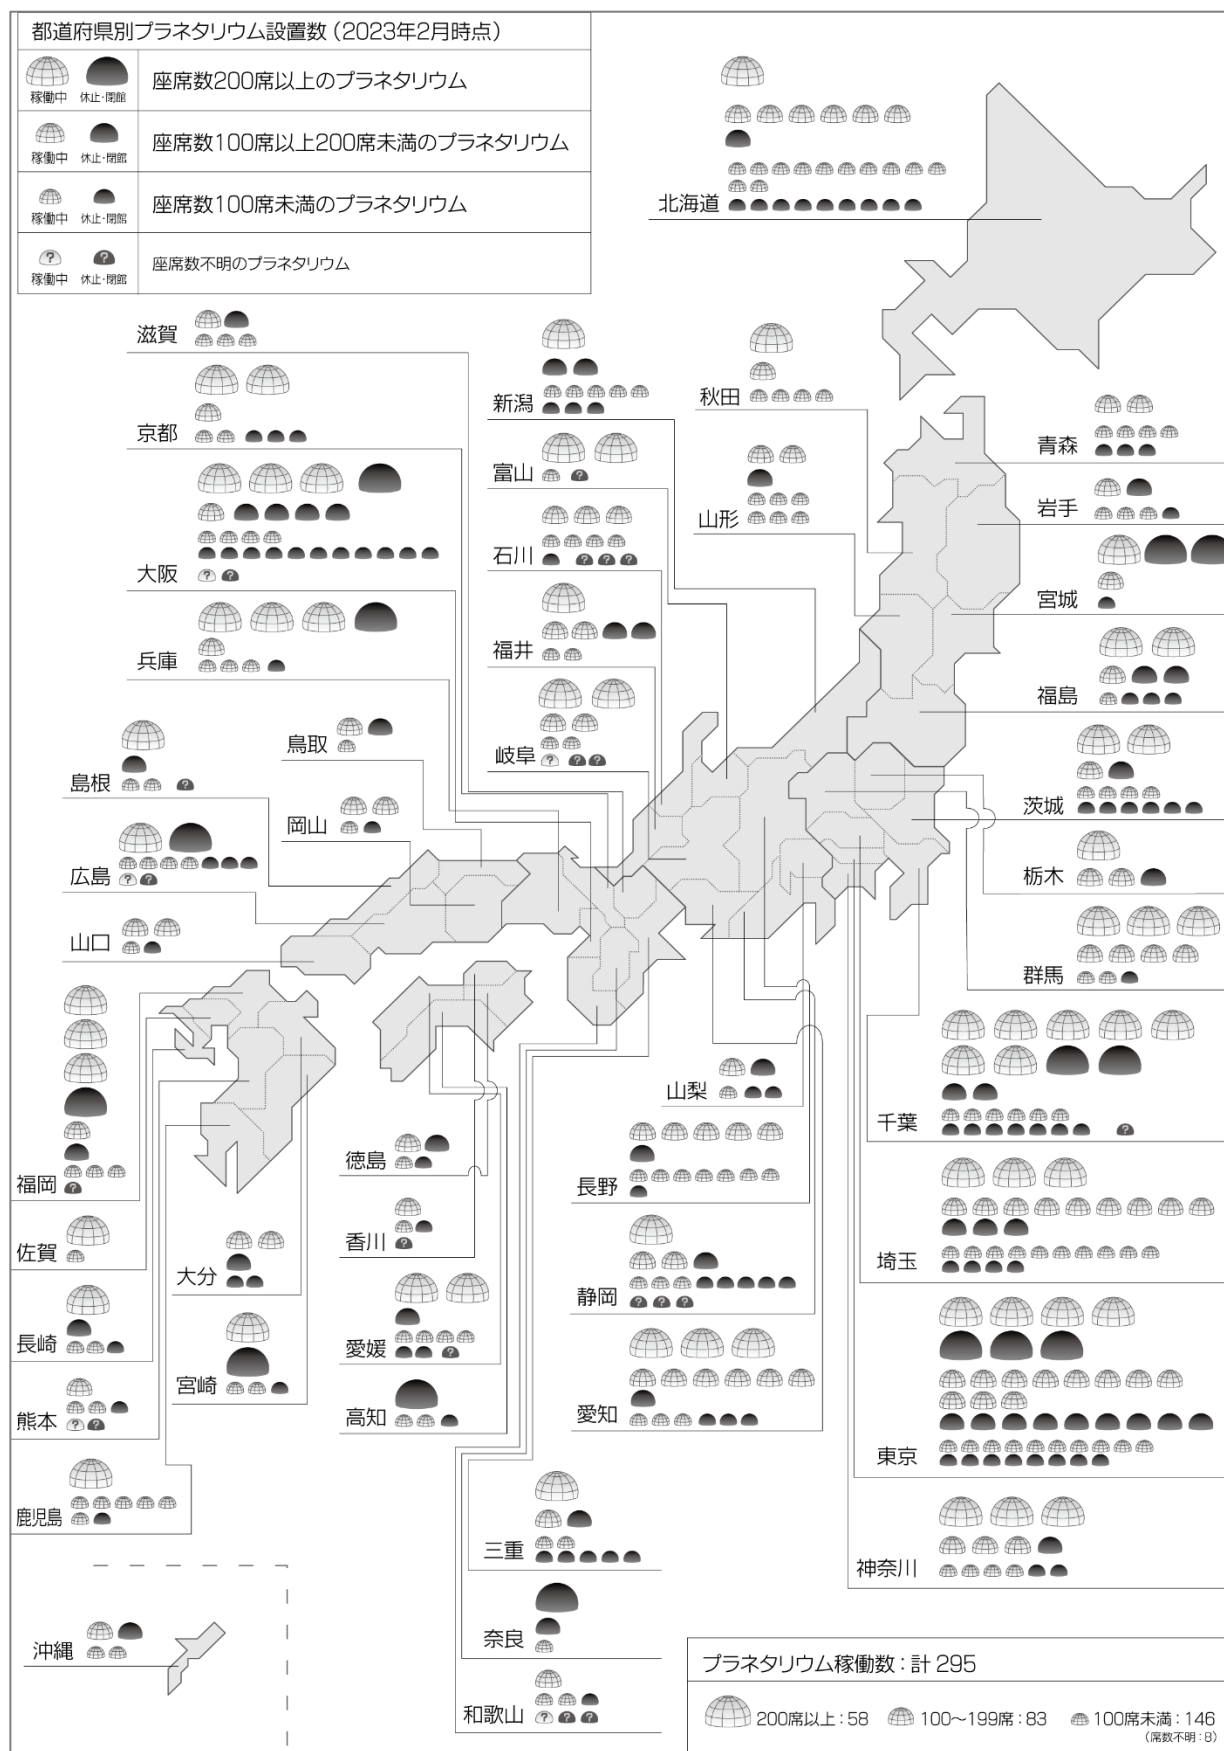 都道府県別プラネタリウム設置数（2023年2月時点）
稼働中 休止・閉館 座席数200席以上のプラネタリウム
稼働中 休止・閉館 座席数100席以上200席未満のプラネタリウム
稼働中 休止・閉館 座席数100席未満のプラネタリウム
? ?
稼働中 休止・閉館 座席数不明のプラネタリウム
北海道
滋賀
京都
大阪
? ?
兵庫
新潟
富山
?
石川
? ? ?
福井
岐阜
? ? ?
秋田
山形
青森
岩手
宮城
福島
茨城
栃木
群馬
鳥取
島根
?
岡山
広島
? ?
山口
福岡
?
佐賀
長崎
熊本
? ?
鹿児島
大分
宮崎
徳島
香川
?
愛媛
?
高知
山梨
長野
静岡
? ? ?
愛知
千葉
?
埼玉
東京
神奈川
三重
奈良
和歌山
? ? ?
沖縄
プラネタリウム稼働数：計 295
200席以上：58 100〜199席：83 100席未満：146
（席数不明：8）